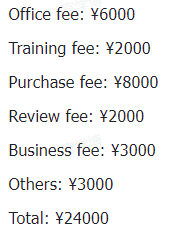 Office fee: ¥6000
Training fee: ¥2000
Purchase fee: ¥8000
Review fee: ¥2000
Business fee: ¥3000
Others: ¥3000
Total: ¥24000